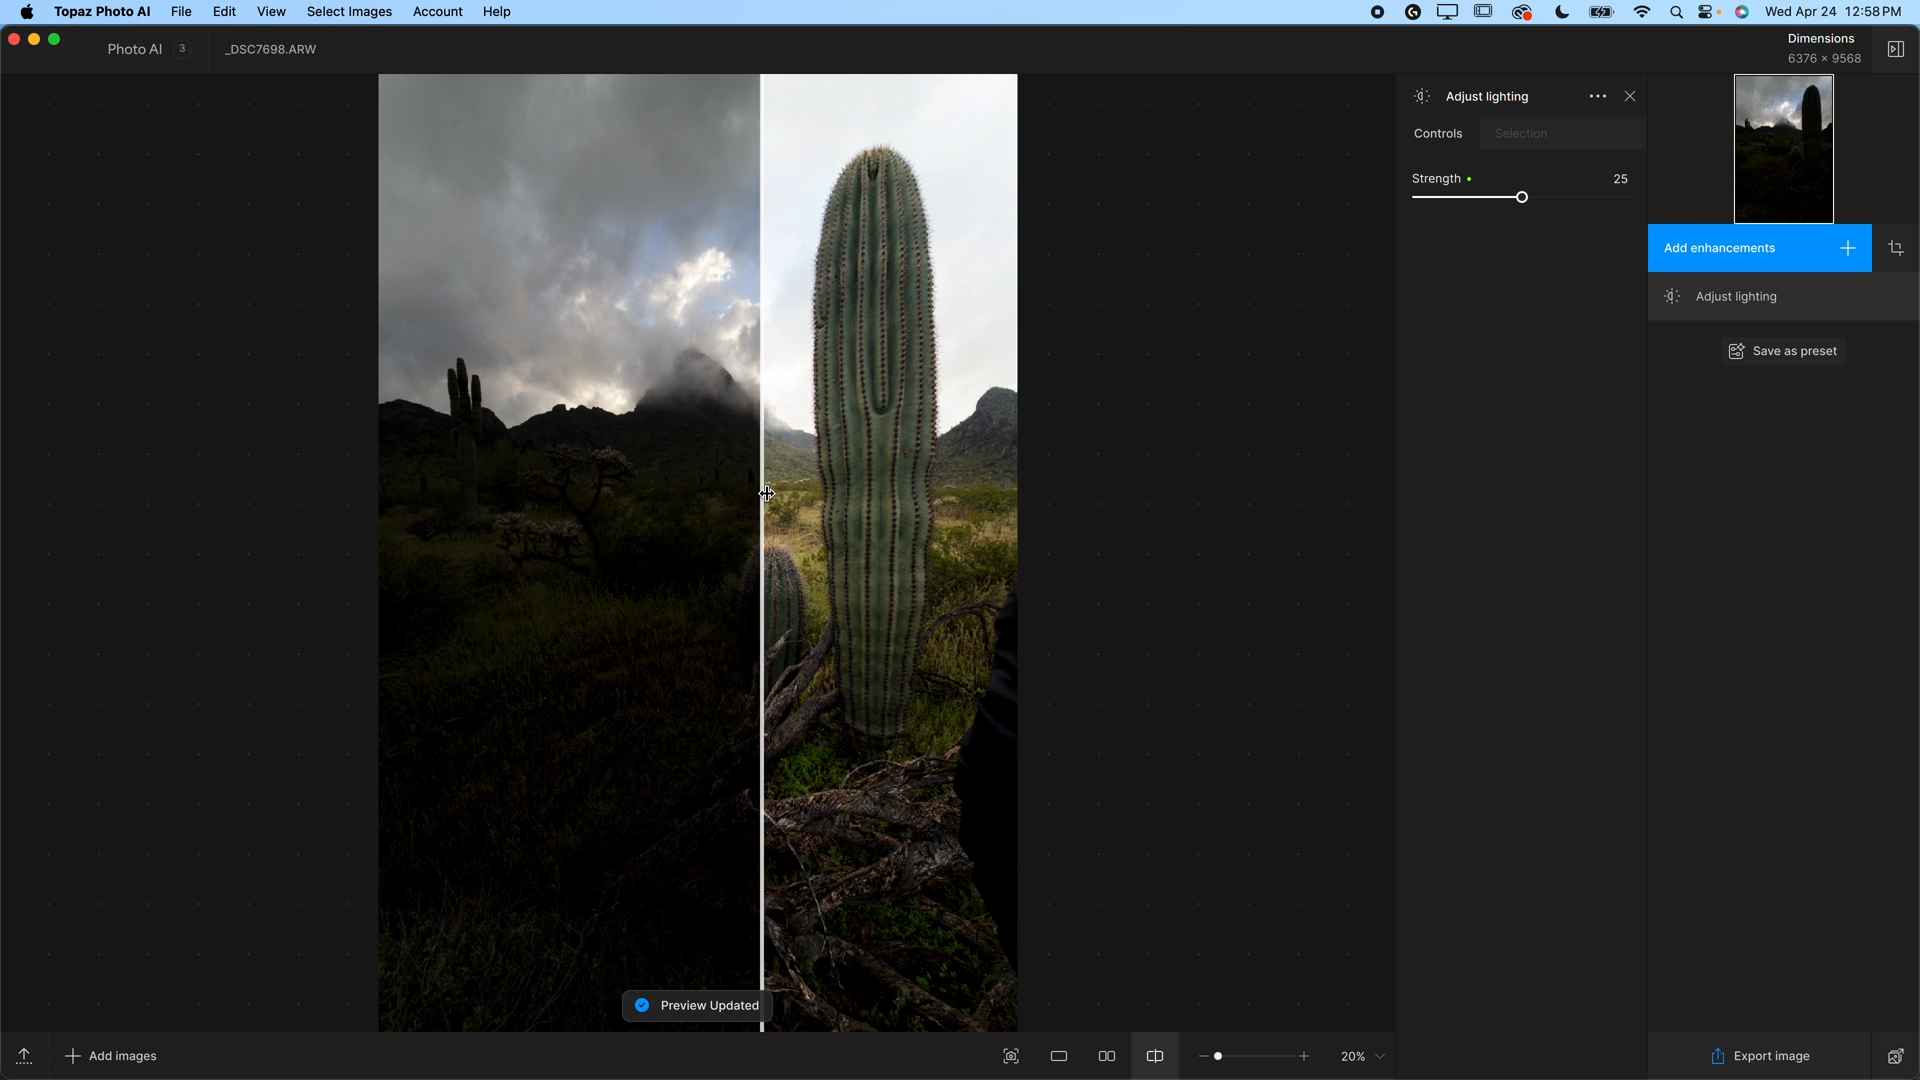 Topaz Photo AI File Edit View Select Images Account Help Wed Apr 24 12:58 PM
Photo AI 3 _DSC7698.ARW
Dimensions
6376 × 9568
Adjust lighting
Controls Selection
Strength 25
Add enhancements
Adjust lighting
Save as preset
Preview Updated
Add images
20%
Export image